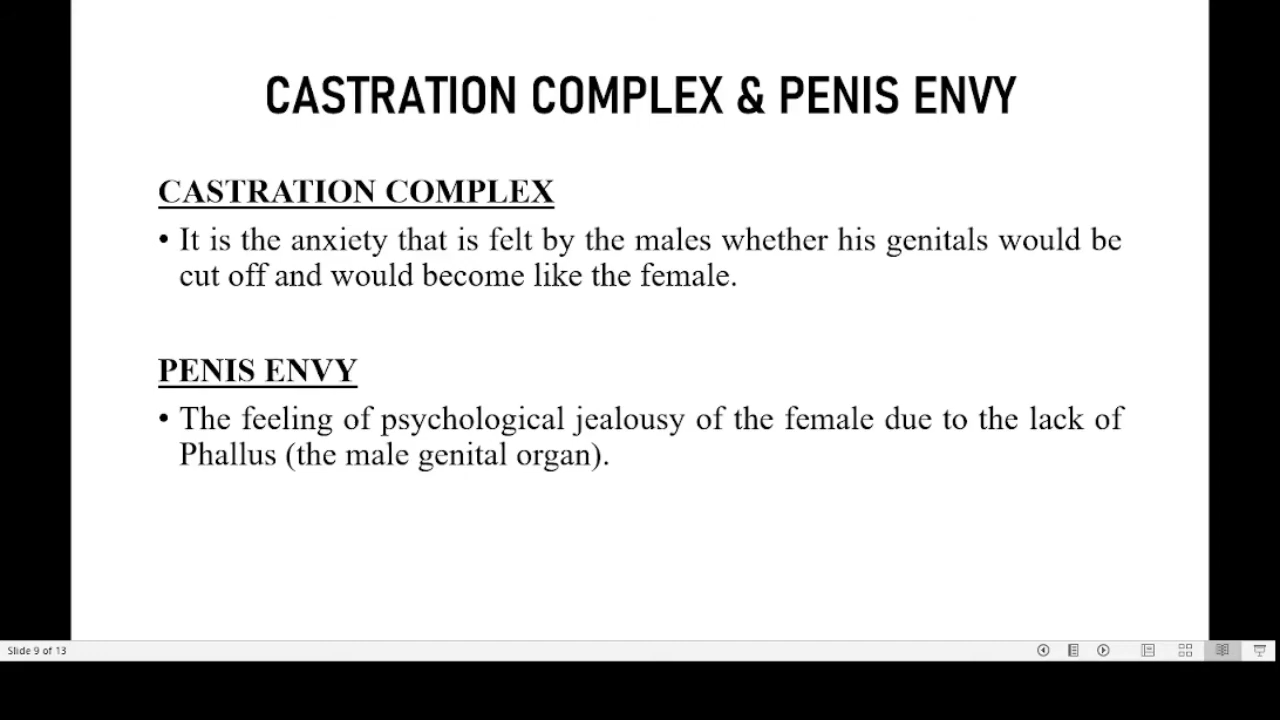 CASTRATION COMPLEX & PENIS ENVY
CASTRATION COMPLEX
• It is the anxiety that is felt by the males whether his genitals would be
cut off and would become like the female.
PENIS ENVY
• The feeling of psychological jealousy of the female due to the lack of
Phallus (the male genital organ).
Slide 9 of 13